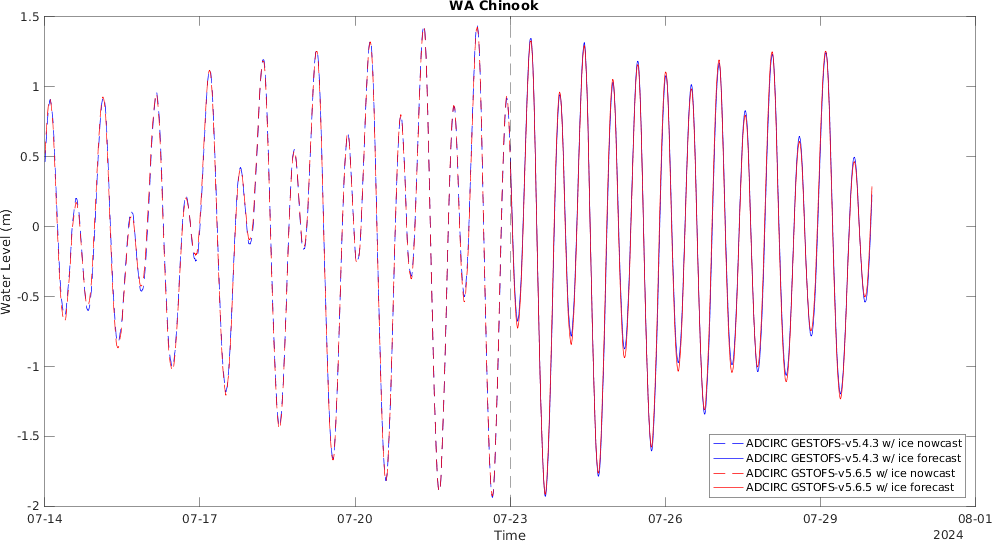 WA Chinook
1.5
1
0.5
0
-0.5
-1
-1.5
-2
Water Level (m)
07-14 07-17 07-20 07-23 07-26 07-29 08-01
Time
2024
ADCIRC GESTOFS-v5.4.3 w/ ice nowcast
ADCIRC GESTOFS-v5.4.3 w/ ice forecast
ADCIRC GSTOFS-v5.6.5 w/ ice nowcast
ADCIRC GSTOFS-v5.6.5 w/ ice forecast